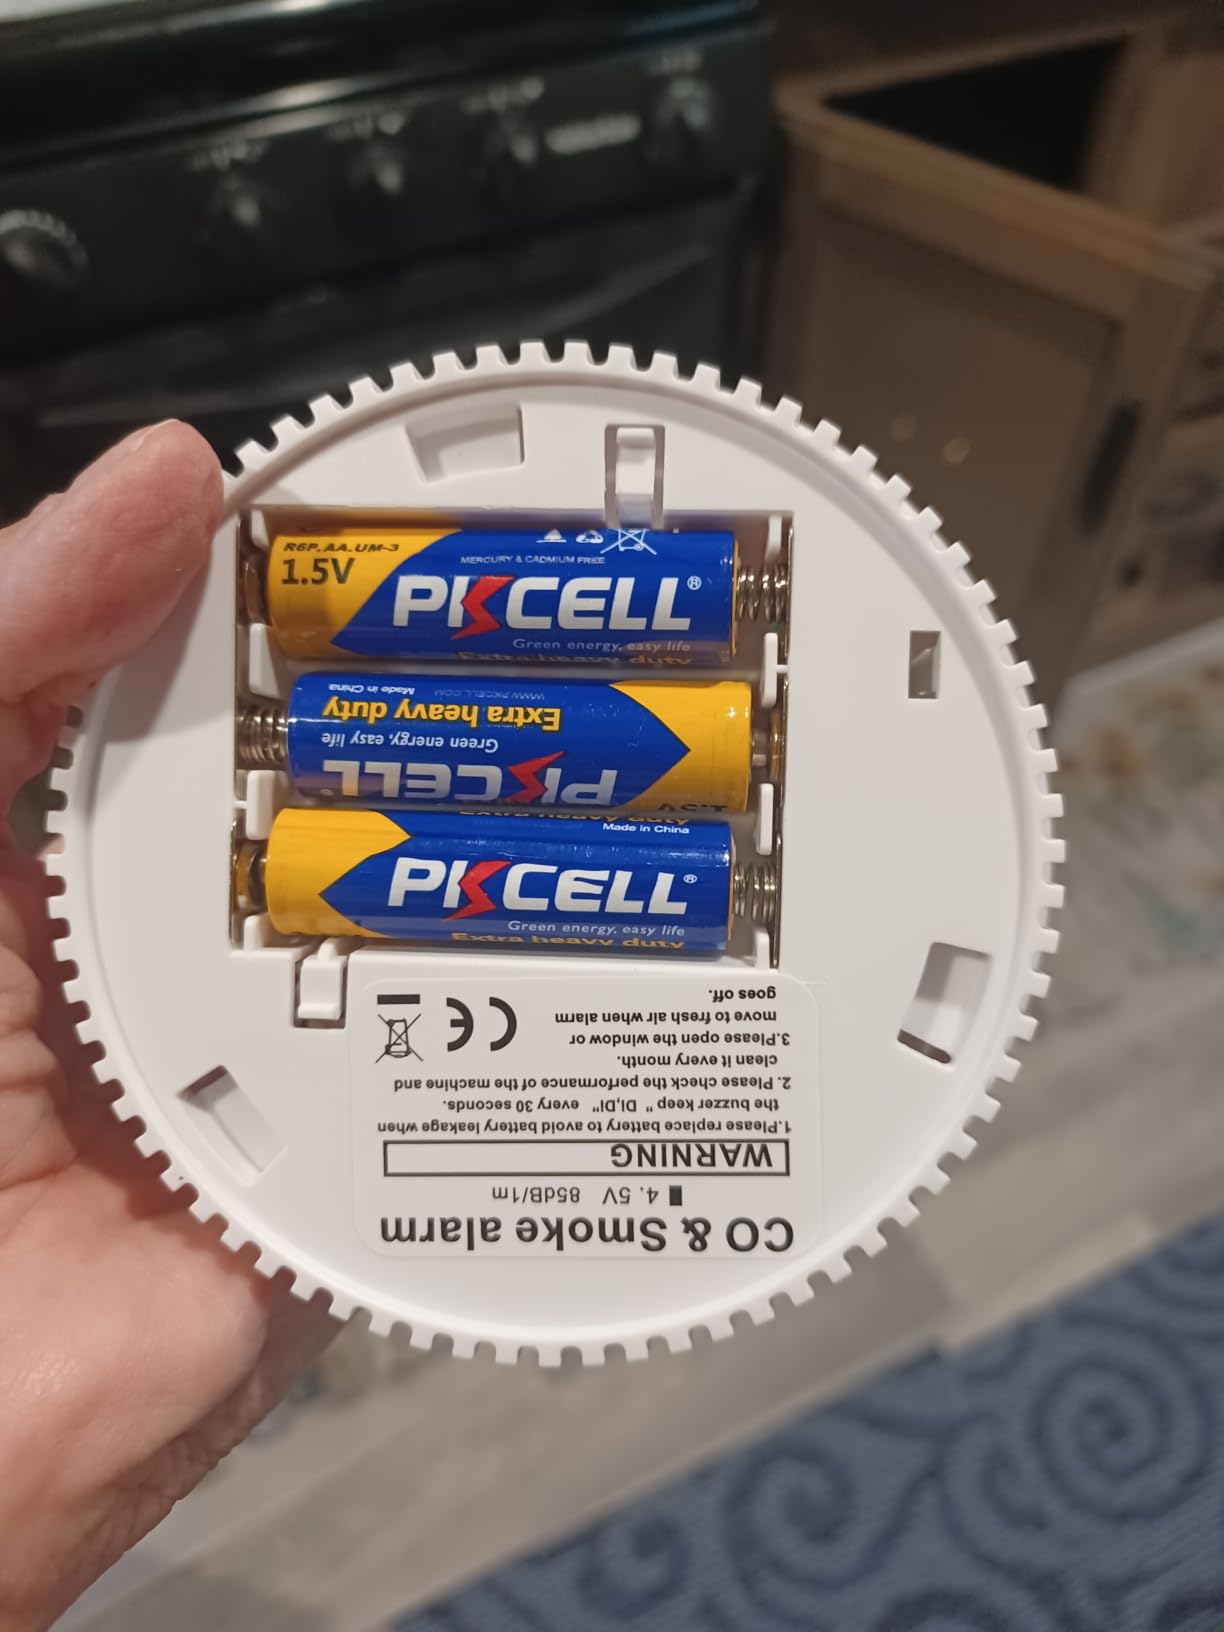 R6P.AA.UM-3
1.5V
MERCURY & CADMIUM FREE
PKCELL®
Green energy, easy life
Extra heavy duty
PKCELL®
Green energy, easy life
Extra heavy duty
WWW.PKCELL.COM Made in China
1.5V
Extra heavy duty
Made in China
PKCELL®
Green energy, easy life
Extra heavy duty
CO & Smoke alarm
4.5V 85dB/1m
WARNING
1.Please replace battery to avoid battery leakage when
the buzzer keep " DI,DI" every 30 seconds.
2. Please check the performance of the machine and
clean it every month.
3.Please open the window or
move to fresh air when alarm
goes off.
CE